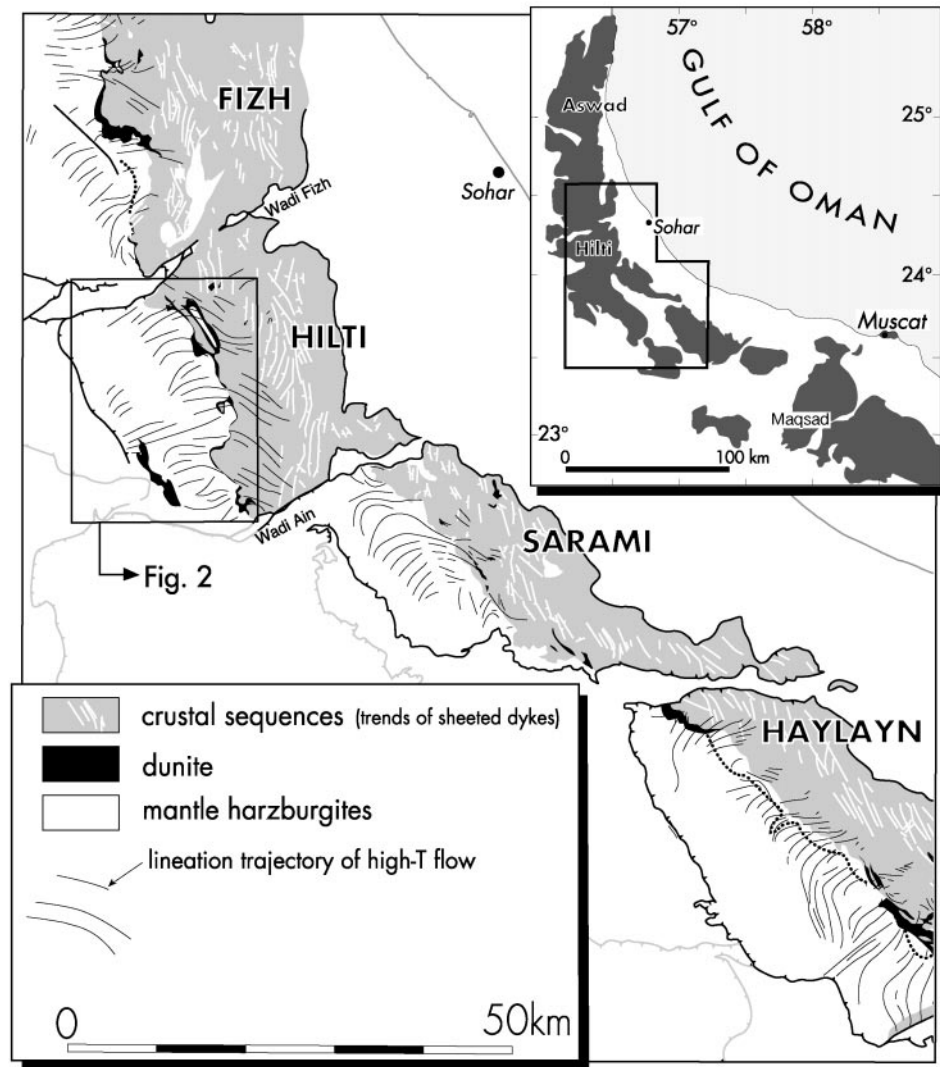 FIZH
Wadi Fizh
Sohar
HILTI
Wadi Ain
Fig. 2
SARAMI
HAYLAYN
57°
58°
GULF OF OMAN
25°
24°
23°
Aswad
Sohar
Hilti
Muscat
Maqsad
0
100 km
crustal sequences (trends of sheeted dykes)
dunite
mantle harzburgites
lineation trajectory of high-T flow
0
50km